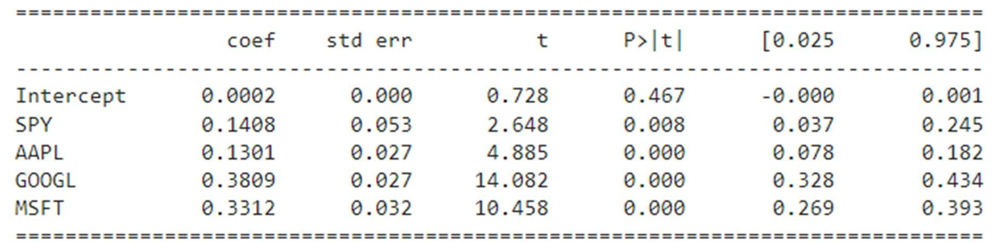 ==============================================================================
                 coef    std err          t      P>|t|      [0.025      0.975]
------------------------------------------------------------------------------
Intercept      0.0002      0.000      0.728      0.467      -0.000       0.001
SPY            0.1408      0.053      2.648      0.008       0.037       0.245
AAPL           0.1301      0.027      4.885      0.000       0.078       0.182
GOOGL          0.3809      0.027     14.082      0.000       0.328       0.434
MSFT           0.3312      0.032     10.458      0.000       0.269       0.393
==============================================================================